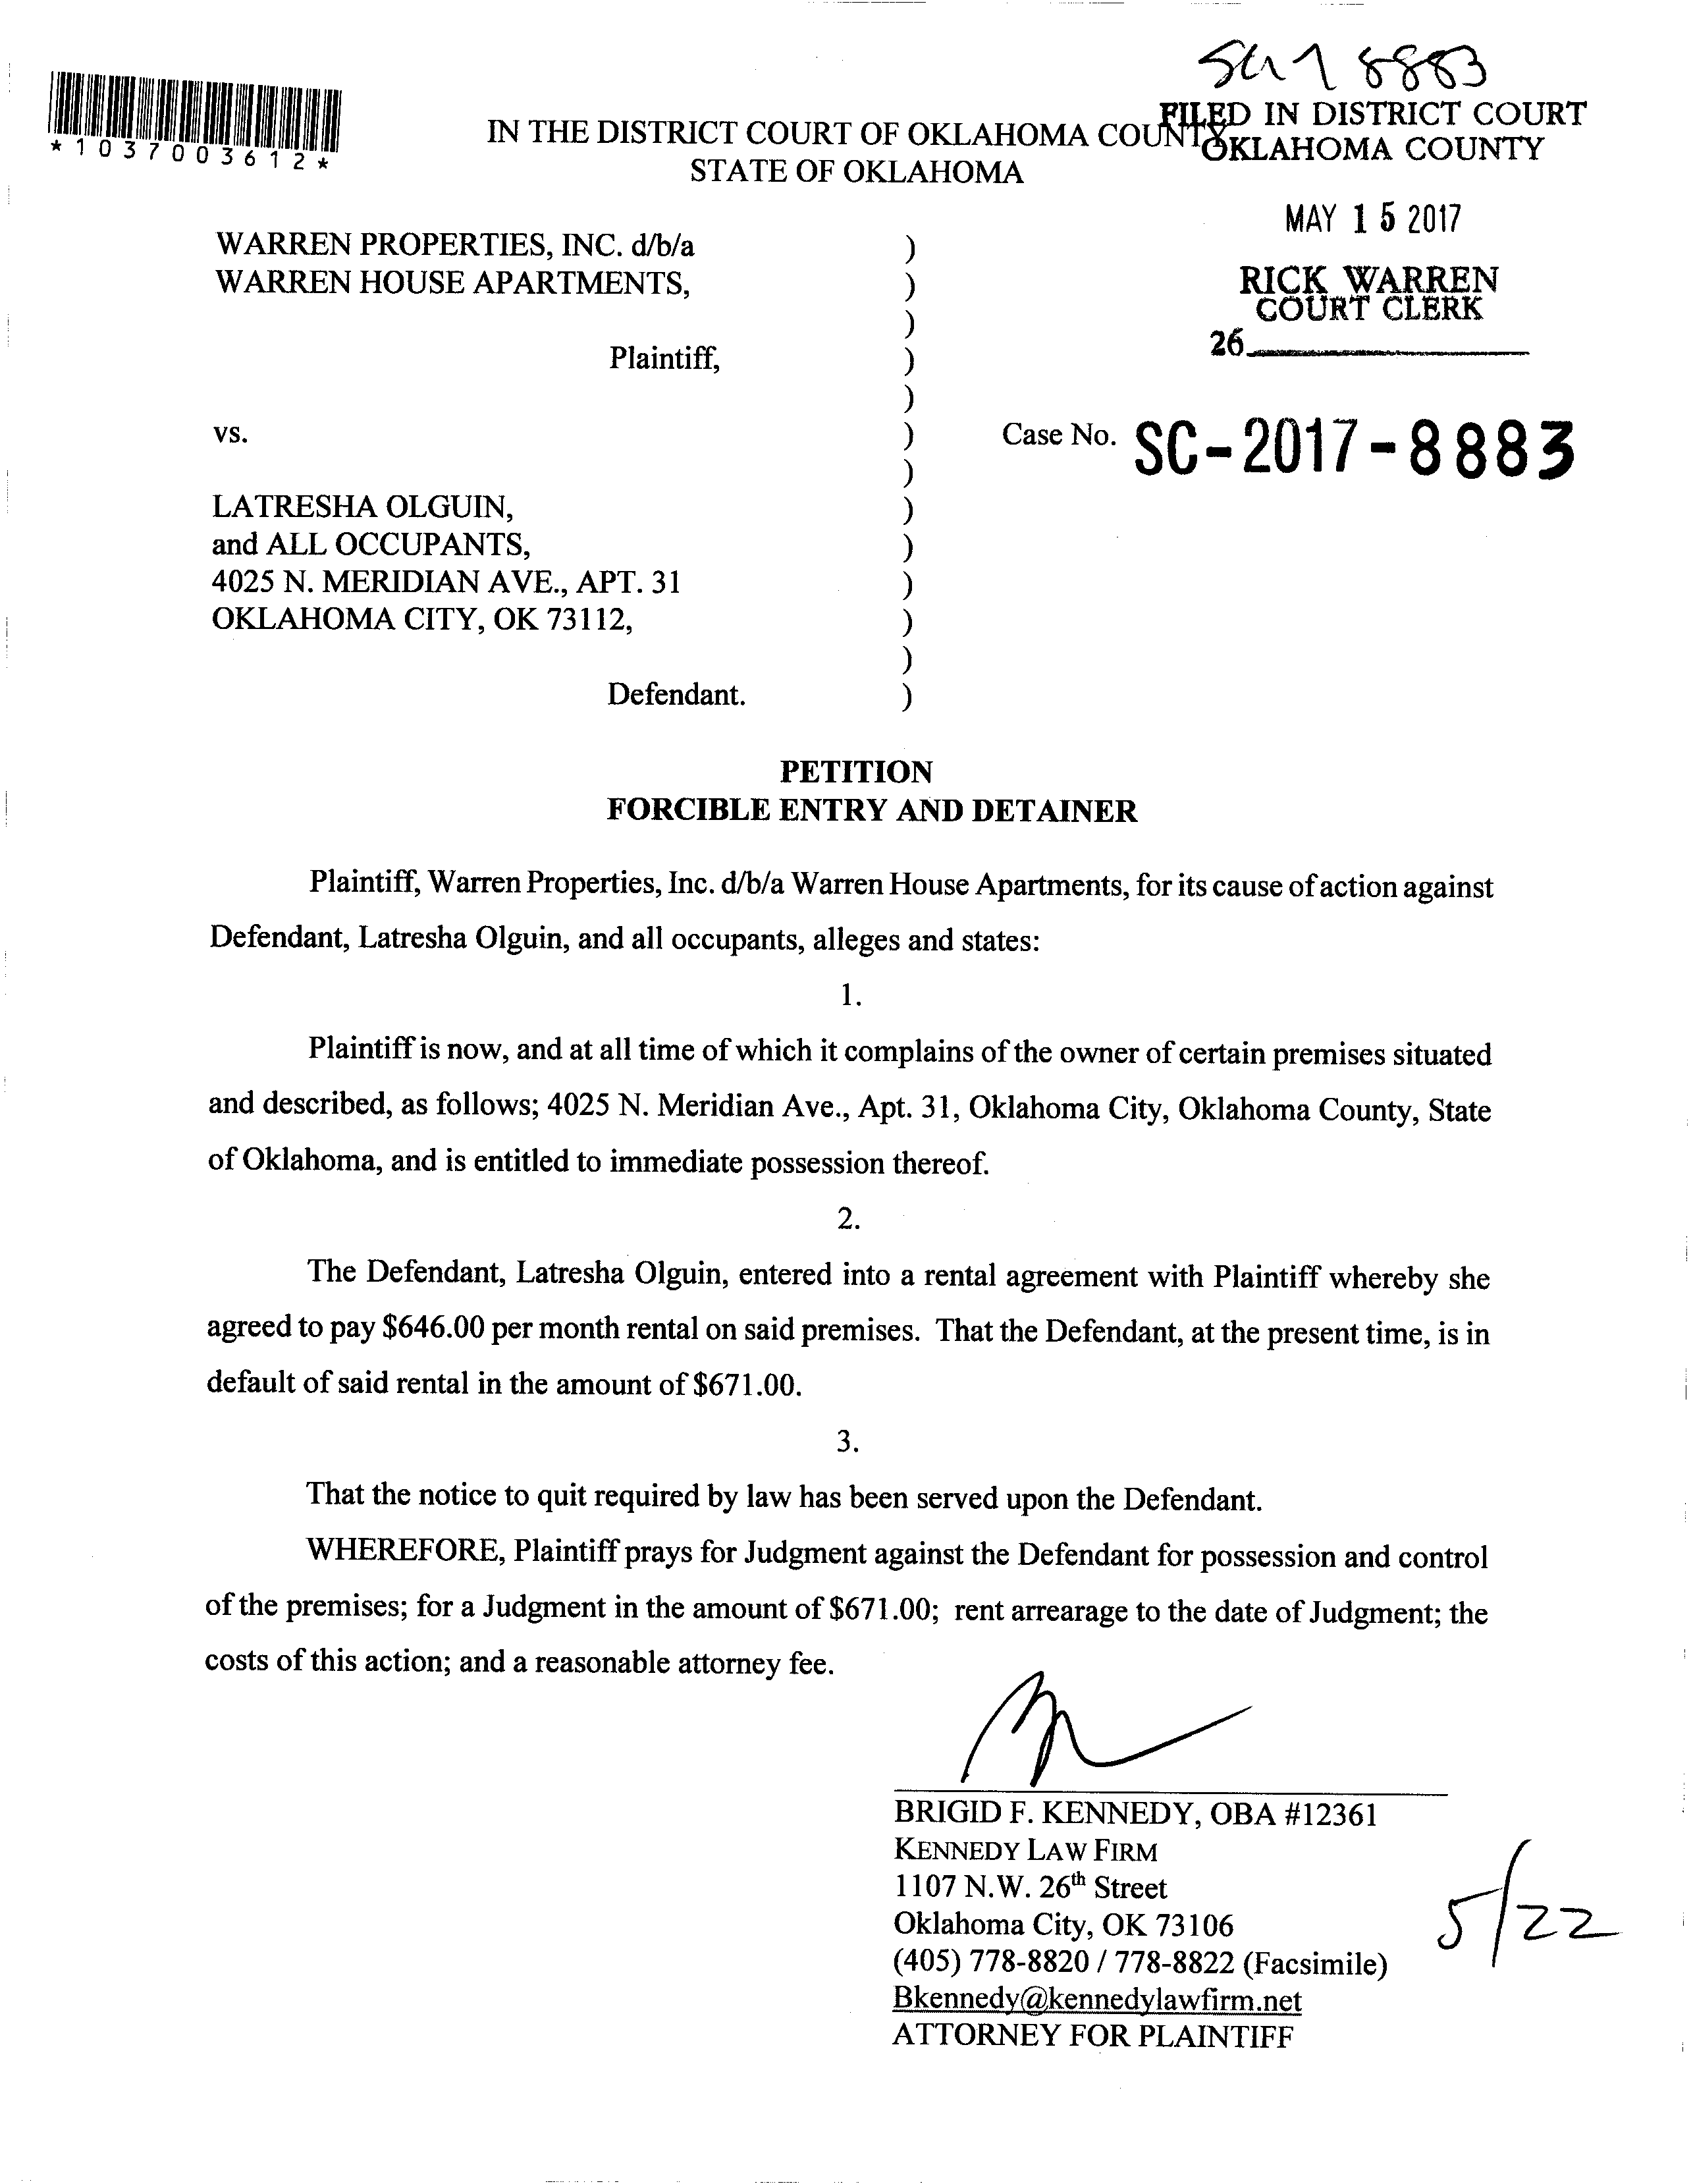 SC17 8883
*1037003612*
FILED IN DISTRICT COURT
OKLAHOMA COUNTY
IN THE DISTRICT COURT OF OKLAHOMA COUNTY
STATE OF OKLAHOMA
MAY 15 2017
RICK WARREN
COURT CLERK
26
WARREN PROPERTIES, INC. d/b/a )
WARREN HOUSE APARTMENTS, )
)
Plaintiff, )
)
vs. ) Case No. SC-2017-8883
)
LATRESHA OLGUIN, )
and ALL OCCUPANTS, )
4025 N. MERIDIAN AVE., APT. 31 )
OKLAHOMA CITY, OK 73112, )
)
Defendant. )
PETITION
FORCIBLE ENTRY AND DETAINER
Plaintiff, Warren Properties, Inc. d/b/a Warren House Apartments, for its cause of action against
Defendant, Latresha Olguin, and all occupants, alleges and states:
1.
Plaintiff is now, and at all time of which it complains of the owner of certain premises situated
and described, as follows; 4025 N. Meridian Ave., Apt. 31, Oklahoma City, Oklahoma County, State
of Oklahoma, and is entitled to immediate possession thereof.
2.
The Defendant, Latresha Olguin, entered into a rental agreement with Plaintiff whereby she
agreed to pay $646.00 per month rental on said premises. That the Defendant, at the present time, is in
default of said rental in the amount of $671.00.
3.
That the notice to quit required by law has been served upon the Defendant.
WHEREFORE, Plaintiff prays for Judgment against the Defendant for possession and control
of the premises; for a Judgment in the amount of $671.00; rent arrearage to the date of Judgment; the
costs of this action; and a reasonable attorney fee.
BRIGID F. KENNEDY, OBA #12361
KENNEDY LAW FIRM
1107 N.W. 26th Street
Oklahoma City, OK 73106
(405) 778-8820 / 778-8822 (Facsimile)
Bkennedy@kennedylawfirm.net
ATTORNEY FOR PLAINTIFF
5/22